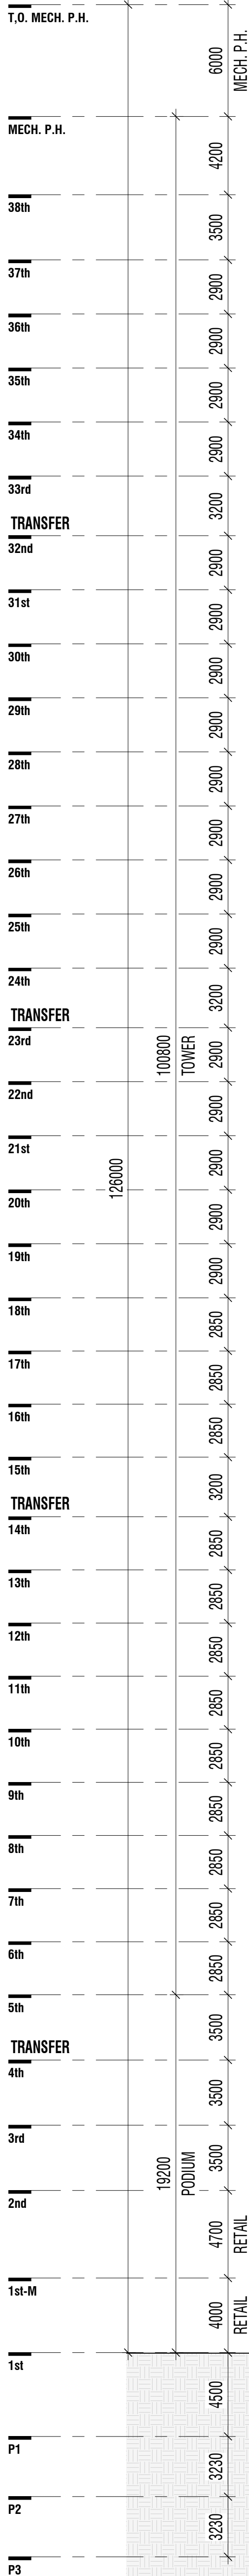 T,O. MECH. P.H.
6000
MECH. P.H.
MECH. P.H.
4200
38th
3500
37th
2900
36th
2900
35th
2900
34th
2900
33rd
3200
TRANSFER
32nd
2900
31st
2900
30th
2900
29th
2900
28th
2900
27th
2900
26th
2900
25th
2900
24th
3200
TRANSFER
23rd
100800
TOWER
2900
22nd
2900
21st
2900
126000
20th
2900
19th
2900
18th
2850
17th
2850
16th
2850
15th
3200
TRANSFER
14th
2850
13th
2850
12th
2850
11th
2850
10th
2850
9th
2850
8th
2850
7th
2850
6th
2850
5th
3500
TRANSFER
4th
3500
3rd
19200
PODIUM
3500
2nd
4700
RETAIL
1st-M
4000
RETAIL
1st
4500
P1
3230
P2
3230
P3